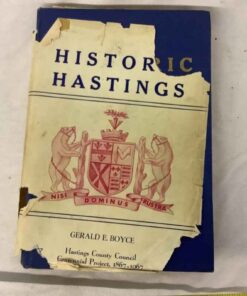 HISTORIC
HASTINGS
NISI DOMINUS FRUSTRA
GERALD E. BOYCE
Hastings County Council
Centennial Project, 1867-1967